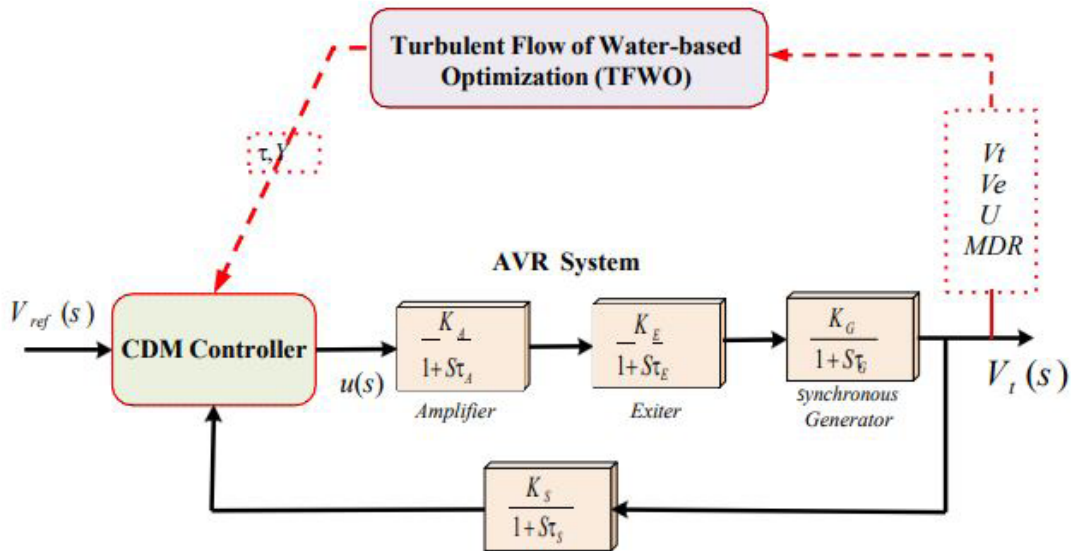 Turbulent Flow of Water-based
Optimization (TFWO)
τ, γ
Vt
Ve
U
MDR
AVR System
V_ref (s)
CDM Controller
u(s)
K_A
1+Sτ_A
Amplifier
K_E
1+Sτ_E
Exiter
K_G
1+Sτ_G
Synchronous
Generator
V_t (s)
K_S
1+Sτ_S